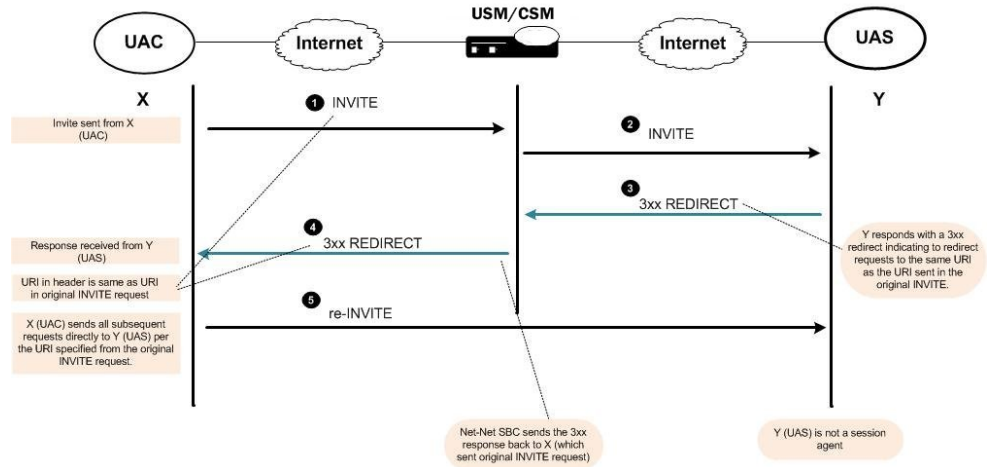 USM/CSM
UAC
Internet
Internet
UAS
X
Y
1 INVITE
Invite sent from X
(UAC)
2
INVITE
3
3xx REDIRECT
4
3xx REDIRECT
Response received from Y
(UAS)
Y responds with a 3xx
redirect indicating to redirect
requests to the same URI
as the URI sent in the
original INVITE.
URI in header is same as URI
in original INVITE request
5
re-INVITE
X (UAC) sends all subsequent
requests directly to Y (UAS) per
the URI specified from the original
INVITE request.
Net-Net SBC sends the 3xx
response back to X (which
sent original INVITE request)
Y (UAS) is not a session
agent